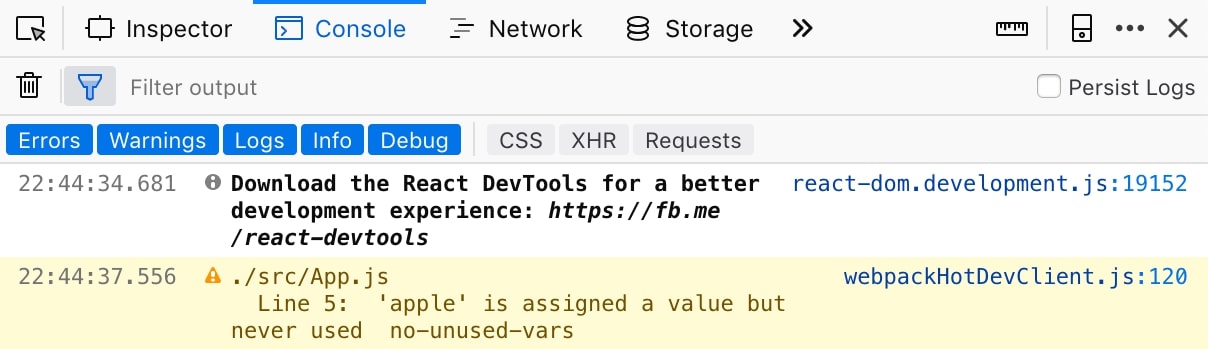 Inspector Console Network Storage
Filter output Persist Logs
Errors Warnings Logs Info Debug CSS XHR Requests
22:44:34.681 Download the React DevTools for a better react-dom.development.js:19152
development experience: https://fb.me
/react-devtools
22:44:37.556 ./src/App.js webpackHotDevClient.js:120
Line 5:  'apple' is assigned a value but
never used  no-unused-vars